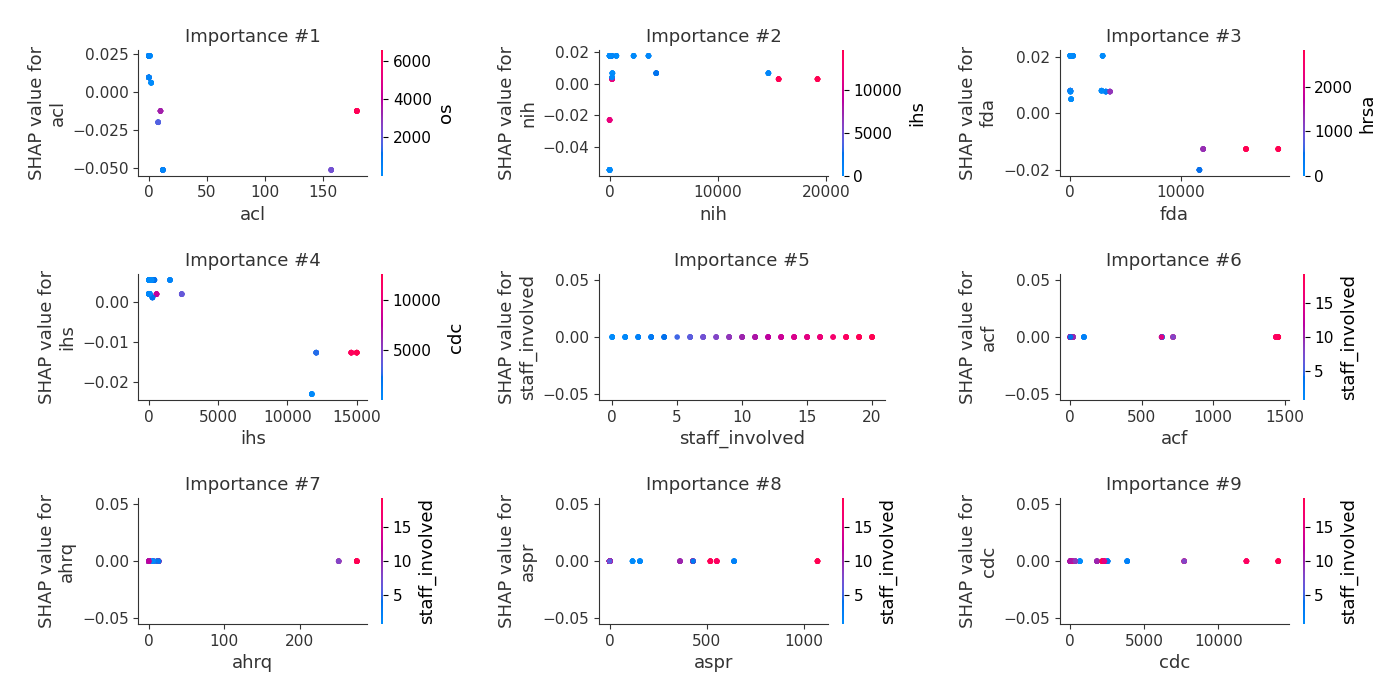 Importance #1
SHAP value for
acl
0.025
0.000
−0.025
−0.050
0
50
100
150
acl
6000
4000
2000
os
Importance #2
SHAP value for
nih
0.02
0.00
−0.02
−0.04
0
10000
20000
nih
10000
5000
0
ihs
Importance #3
SHAP value for
fda
0.02
0.00
−0.02
0
10000
fda
2000
1000
0
hrsa
Importance #4
SHAP value for
ihs
0.00
−0.01
−0.02
0
5000
10000
15000
ihs
10000
5000
cdc
Importance #5
SHAP value for
staff_involved
0.05
0.00
−0.05
0
5
10
15
20
staff_involved
Importance #6
SHAP value for
acf
0.05
0.00
−0.05
0
500
1000
1500
acf
15
10
5
staff_involved
Importance #7
SHAP value for
ahrq
0.05
0.00
−0.05
0
100
200
ahrq
15
10
5
staff_involved
Importance #8
SHAP value for
aspr
0.05
0.00
−0.05
0
500
1000
aspr
15
10
5
staff_involved
Importance #9
SHAP value for
cdc
0.05
0.00
−0.05
0
5000
10000
cdc
15
10
5
staff_involved